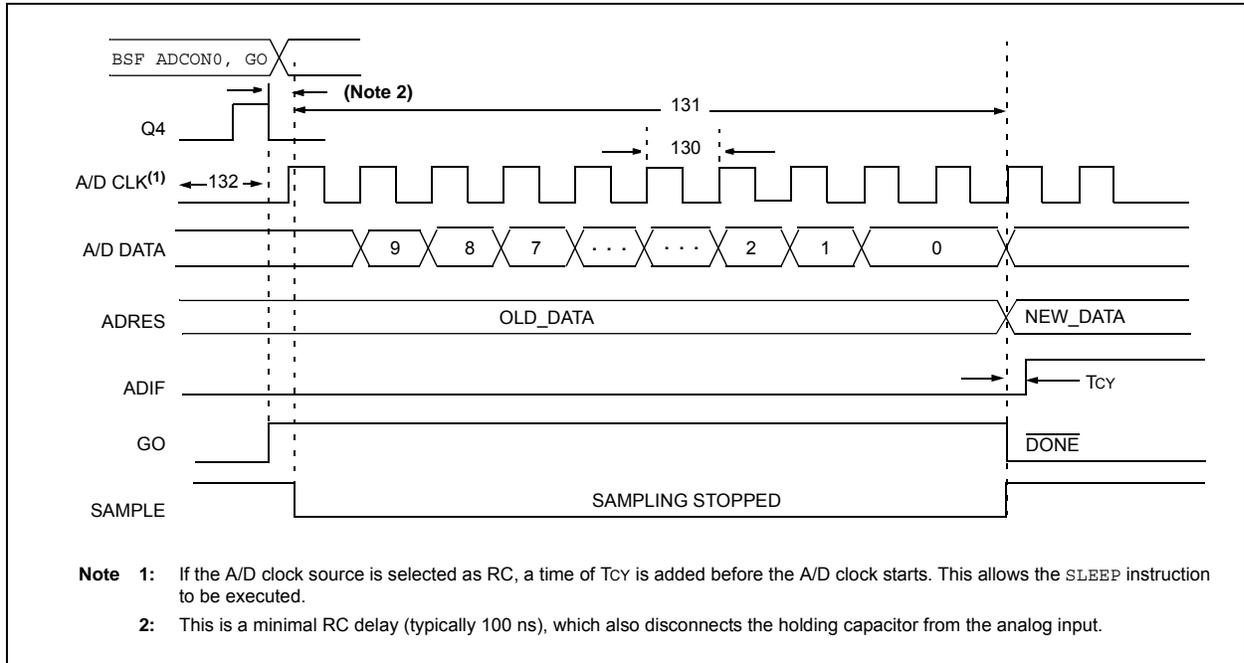 BSF ADCON0, GO
(Note 2)
131
Q4
130
A/D CLK(1)
132
A/D DATA
9 8 7 · · · · · · 2 1 0
ADRES
OLD_DATA
NEW_DATA
ADIF
TCY
GO
DONE
SAMPLE
SAMPLING STOPPED
Note 1: If the A/D clock source is selected as RC, a time of TCY is added before the A/D clock starts. This allows the SLEEP instruction
to be executed.
2: This is a minimal RC delay (typically 100 ns), which also disconnects the holding capacitor from the analog input.